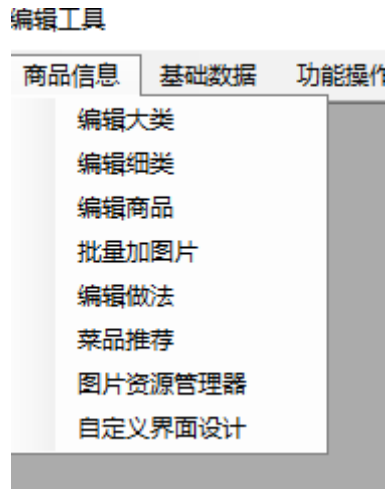 编辑工具
商品信息 基础数据 功能操作
编辑大类
编辑细类
编辑商品
批量加图片
编辑做法
菜品推荐
图片资源管理器
自定义界面设计